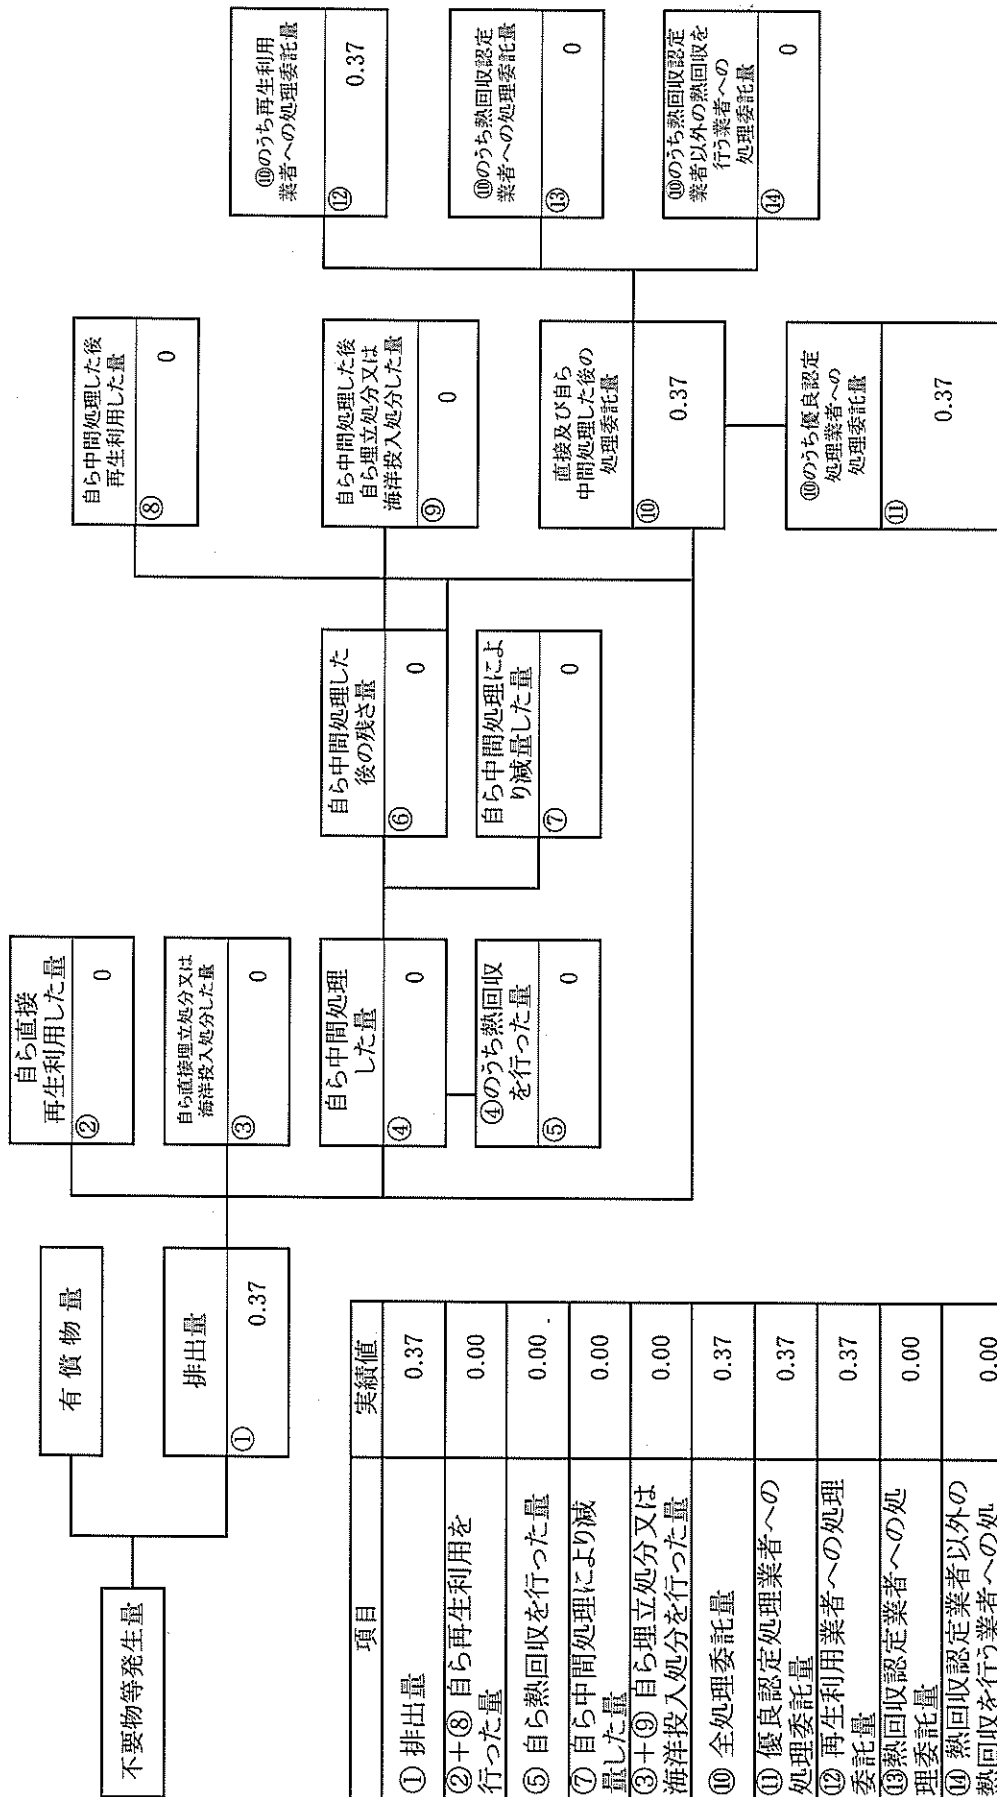 不要物等発生量
有償物量
排出量
①
0.37
自ら直接
再生利用した量
②
0
自ら直接埋立処分又は
海洋投入処分した量
③
0
自ら中間処理
した量
④
0
④のうち熱回収
を行った量
⑤
0
自ら中間処理した
後の残さ量
⑥
0
自ら中間処理によ
り減量した量
⑦
0
自ら中間処理した後
再生利用した量
⑧
0
自ら中間処理した後
自ら埋立処分又は
海洋投入処分した量
⑨
0
直接及び自ら
中間処理した後の
処理委託量
⑩
0.37
⑩のうち優良認定
処理業者への
処理委託量
⑪
0.37
⑩のうち再生利用
業者への処理委託量
⑫
0.37
⑩のうち熱回収認定
業者への処理委託量
⑬
0
⑩のうち熱回収認定
業者以外の熱回収を
行う業者への
処理委託量
⑭
0
項目 実績値
① 排出量 0.37
②+⑧ 自ら再生利用を
行った量 0.00
⑤ 自ら熱回収を行った量 0.00
⑦ 自ら中間処理により減
量した量 0.00
③+⑨ 自ら埋立処分又は
海洋投入処分を行った量 0.00
⑩ 全処理委託量 0.37
⑪ 優良認定処理業者への
処理委託量 0.37
⑫ 再生利用業者への処理
委託量 0.37
⑬熱回収認定業者への処
理委託量 0.00
⑭ 熱回収認定業者以外の
熱回収を行う業者への処 0.00